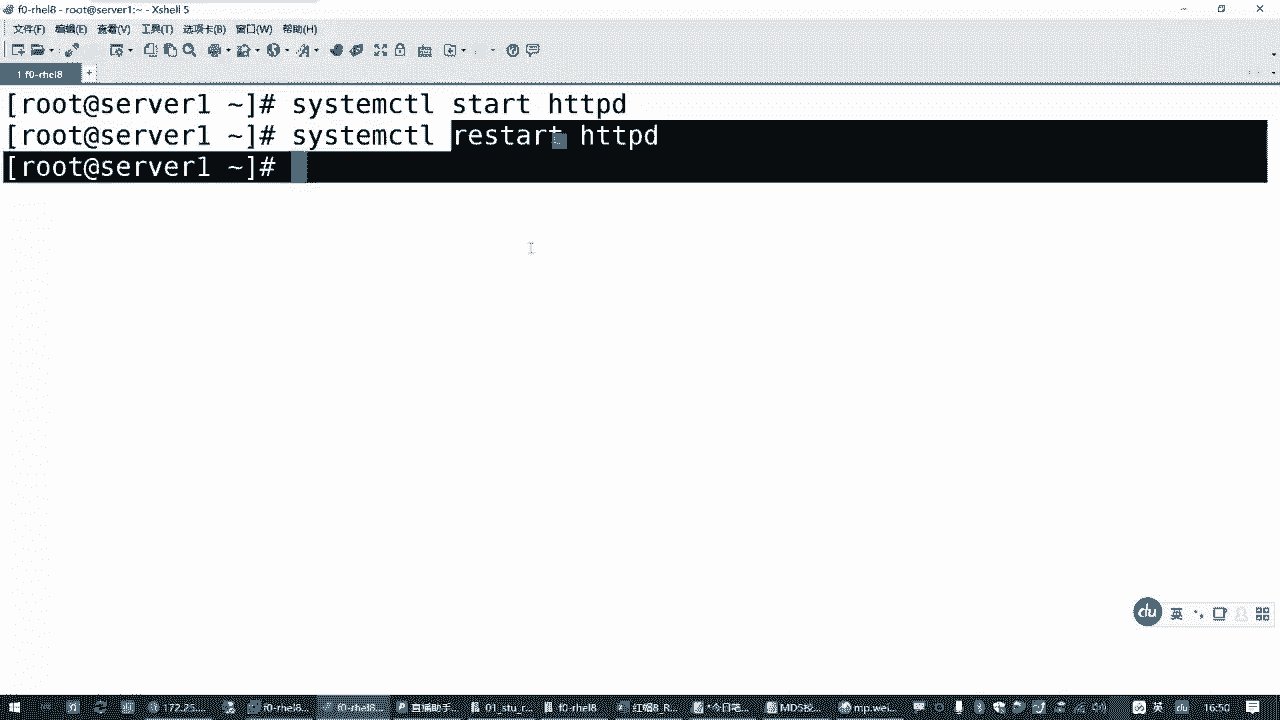 f0-rhel8 - root@server1:~ - Xshell 5
文件(F) 编辑(E) 查看(V) 工具(T) 选项卡(B) 窗口(W) 帮助(H)
1 f0-rhel8
[root@server1 ~]# systemctl start httpd
[root@server1 ~]# systemctl restart httpd
[root@server1 ~]#
du 英
172.25.... f0-rhel8... f0-rhel8... 直播助手... 01_stu_r... f0-rhel8 红帽8_R... *今日笔... MD5校... mp.wei... 英 du 16:50